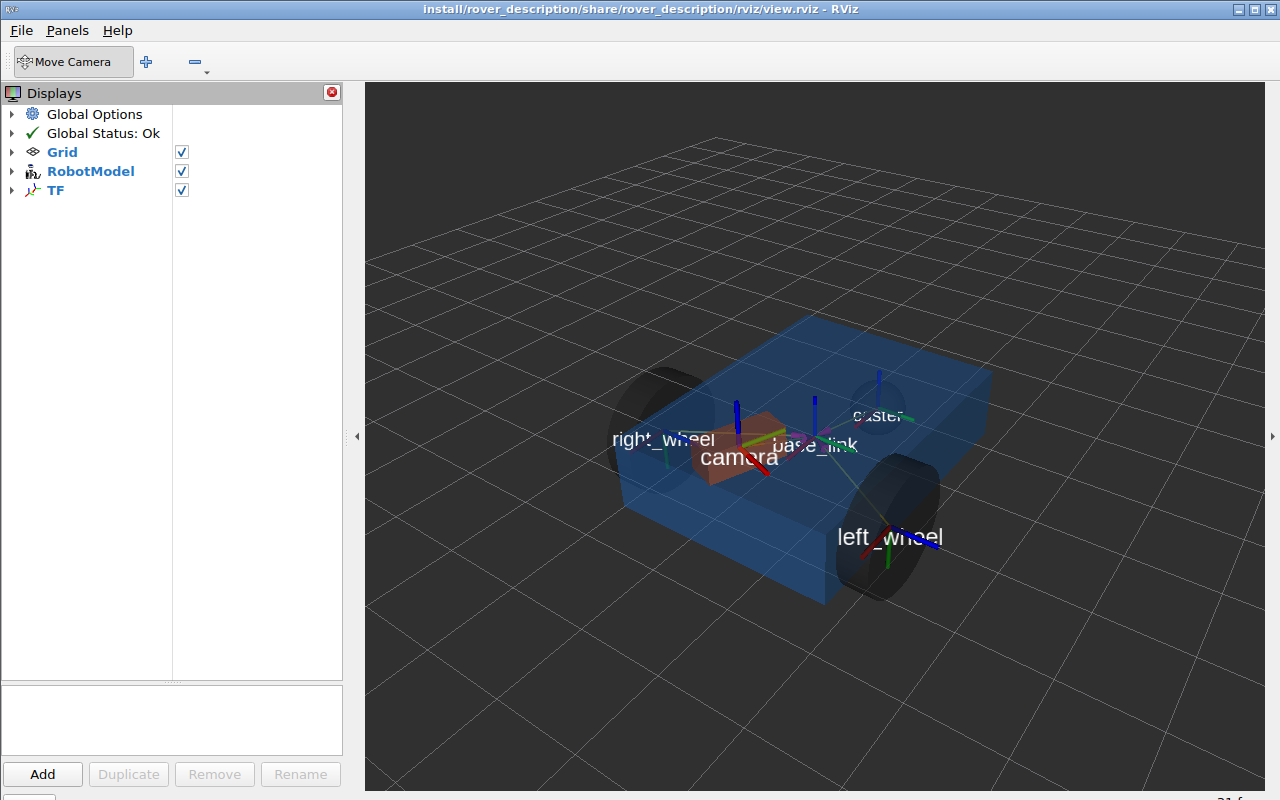 install/rover_description/share/rover_description/rviz/view.rviz - RViz
File Panels Help
Move Camera
Displays
Global Options
Global Status: Ok
Grid
RobotModel
TF
caster
right_wheel
base_link
camera
left_wheel
Add Duplicate Remove Rename